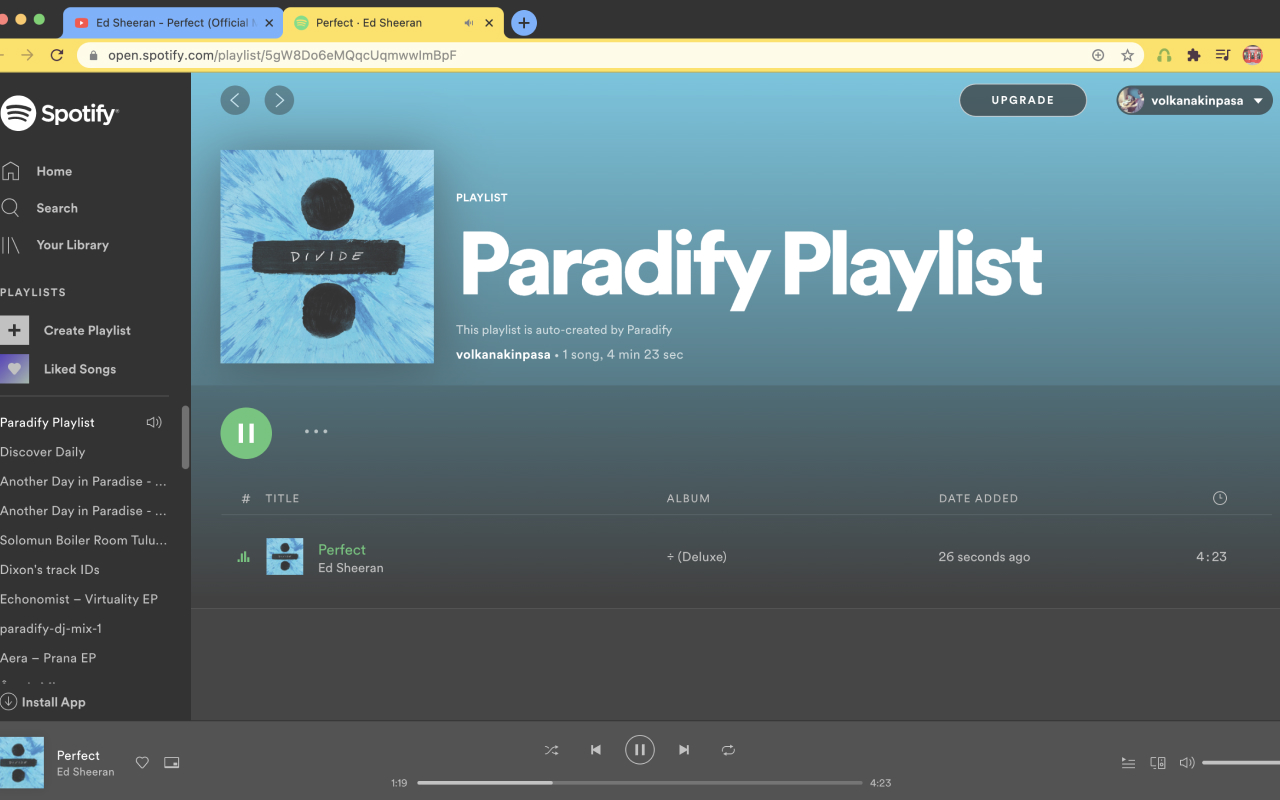 Ed Sheeran - Perfect (Official M
Perfect · Ed Sheeran
open.spotify.com/playlist/5gW8Do6eMQqcUqmwwImBpF
Spotify®
UPGRADE
volkanakinpasa
Home
Search
Your Library
PLAYLISTS
Create Playlist
Liked Songs
Paradify Playlist
Discover Daily
Another Day in Paradise - ...
Another Day in Paradise - ...
Solomun Boiler Room Tulu...
Dixon's track IDs
Echonomist – Virtuality EP
paradify-dj-mix-1
Aera – Prana EP
Install App
DIVIDE
PLAYLIST
Paradify Playlist
This playlist is auto-created by Paradify
volkanakinpasa • 1 song, 4 min 23 sec
# TITLE ALBUM DATE ADDED
Perfect
Ed Sheeran
÷ (Deluxe)
26 seconds ago
4:23
Perfect
Ed Sheeran
1:19
4:23